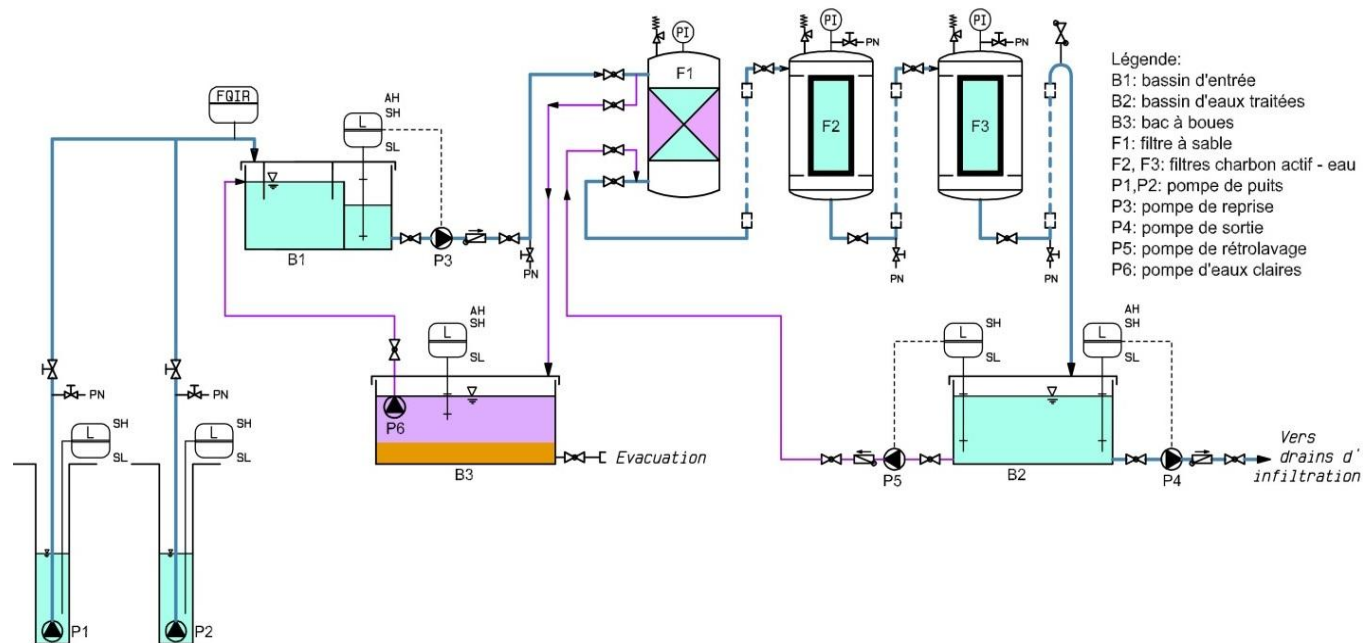 PI
PI
PI
PN
PN
F1
F2
F3
Légende:
B1: bassin d'entrée
B2: bassin d'eaux traitées
B3: bac à boues
F1: filtre à sable
F2, F3: filtres charbon actif - eau
P1,P2: pompe de puits
P3: pompe de reprise
P4: pompe de sortie
P5: pompe de rétrolavage
P6: pompe d'eaux claires
FQIR
L
AH
SH
SL
B1
P3
PN
PN
PN
L
AH
SH
SL
P6
B3
Evacuation
L
SH
SL
L
AH
SH
SL
P5
B2
P4
Vers
drains d'
infiltration
PN
PN
L
SH
SL
L
SH
SL
P1
P2